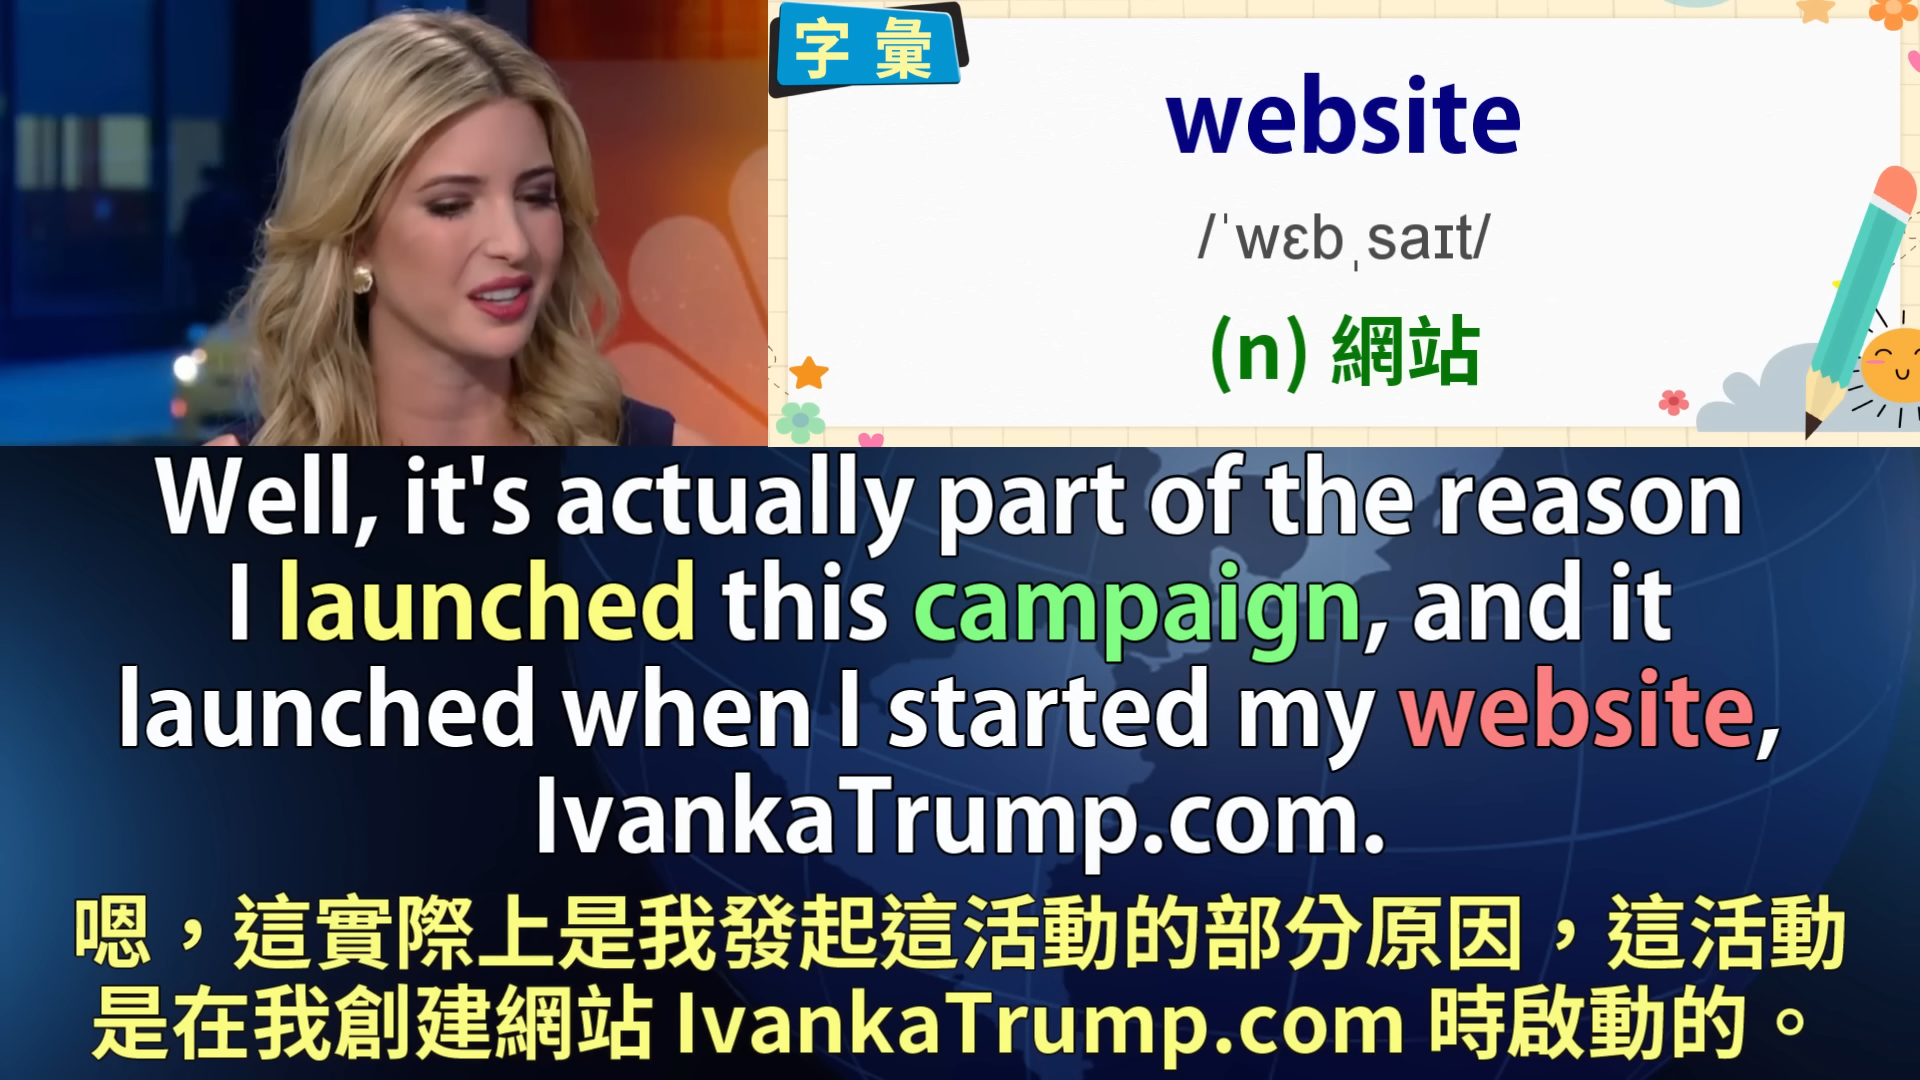 字彙
website
/ˈwɛbˌsaɪt/
(n) 網站
Well, it's actually part of the reason
I launched this campaign, and it
launched when I started my website,
IvankaTrump.com.
嗯，這實際上是我發起這活動的部分原因，這活動
是在我創建網站 IvankaTrump.com 時啟動的。